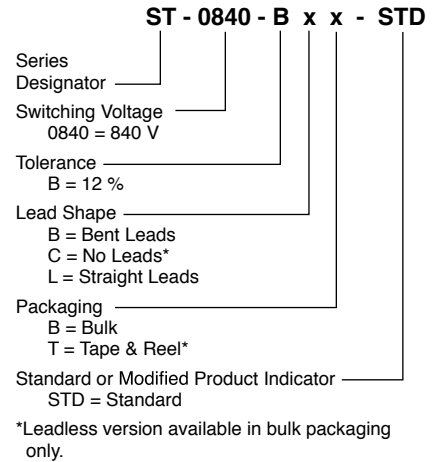 ST - 0840 - B x x - STD
Series
Designator
Switching Voltage
0840 = 840 V
Tolerance
B = 12 %
Lead Shape
B = Bent Leads
C = No Leads*
L = Straight Leads
Packaging
B = Bulk
T = Tape & Reel*
Standard or Modified Product Indicator
STD = Standard
*Leadless version available in bulk packaging
only.